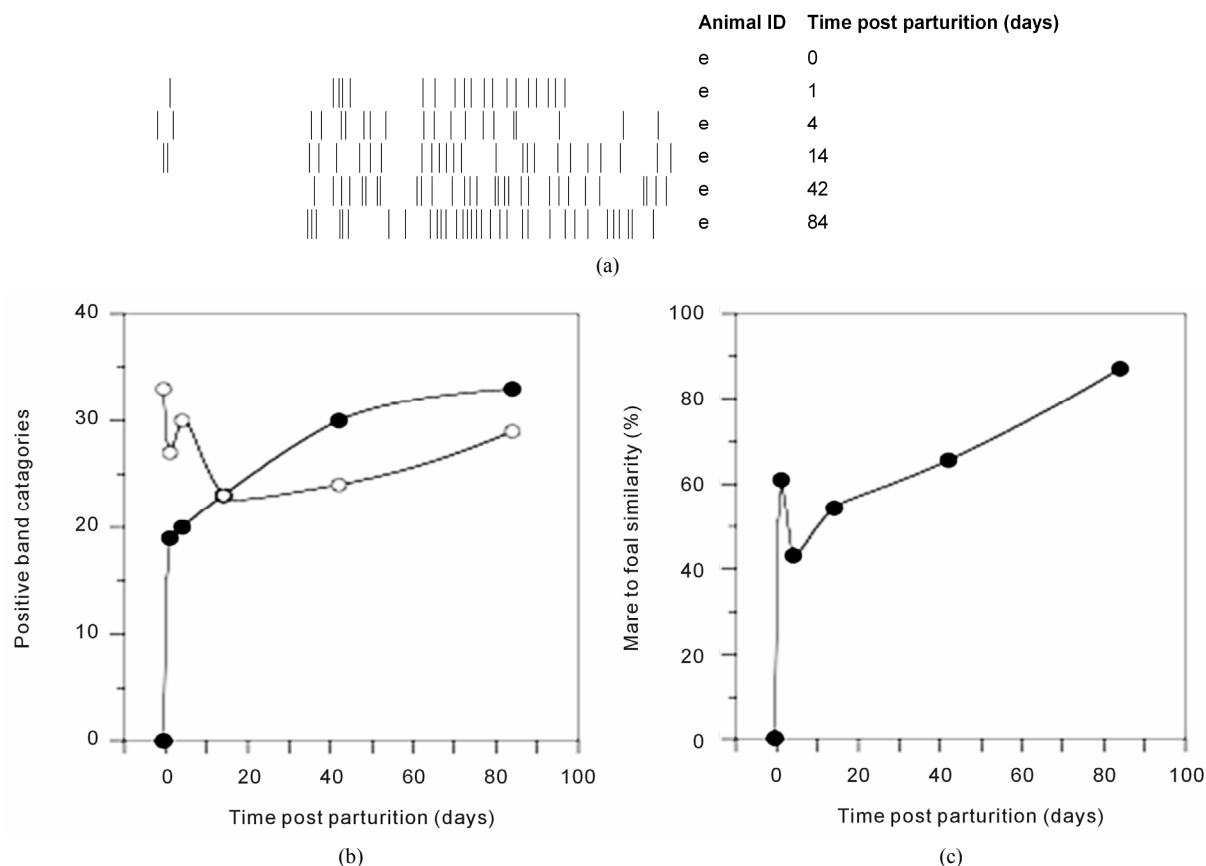 Animal ID Time post parturition (days)
e 0
e 1
e 4
e 14
e 42
e 84
(a)
40
30
20
10
0
Positive band catagories
0 20 40 60 80 100
Time post parturition (days)
(b)
100
80
60
40
20
0
Mare to foal similarity (%)
0 20 40 60 80 100
Time post parturition (days)
(c)